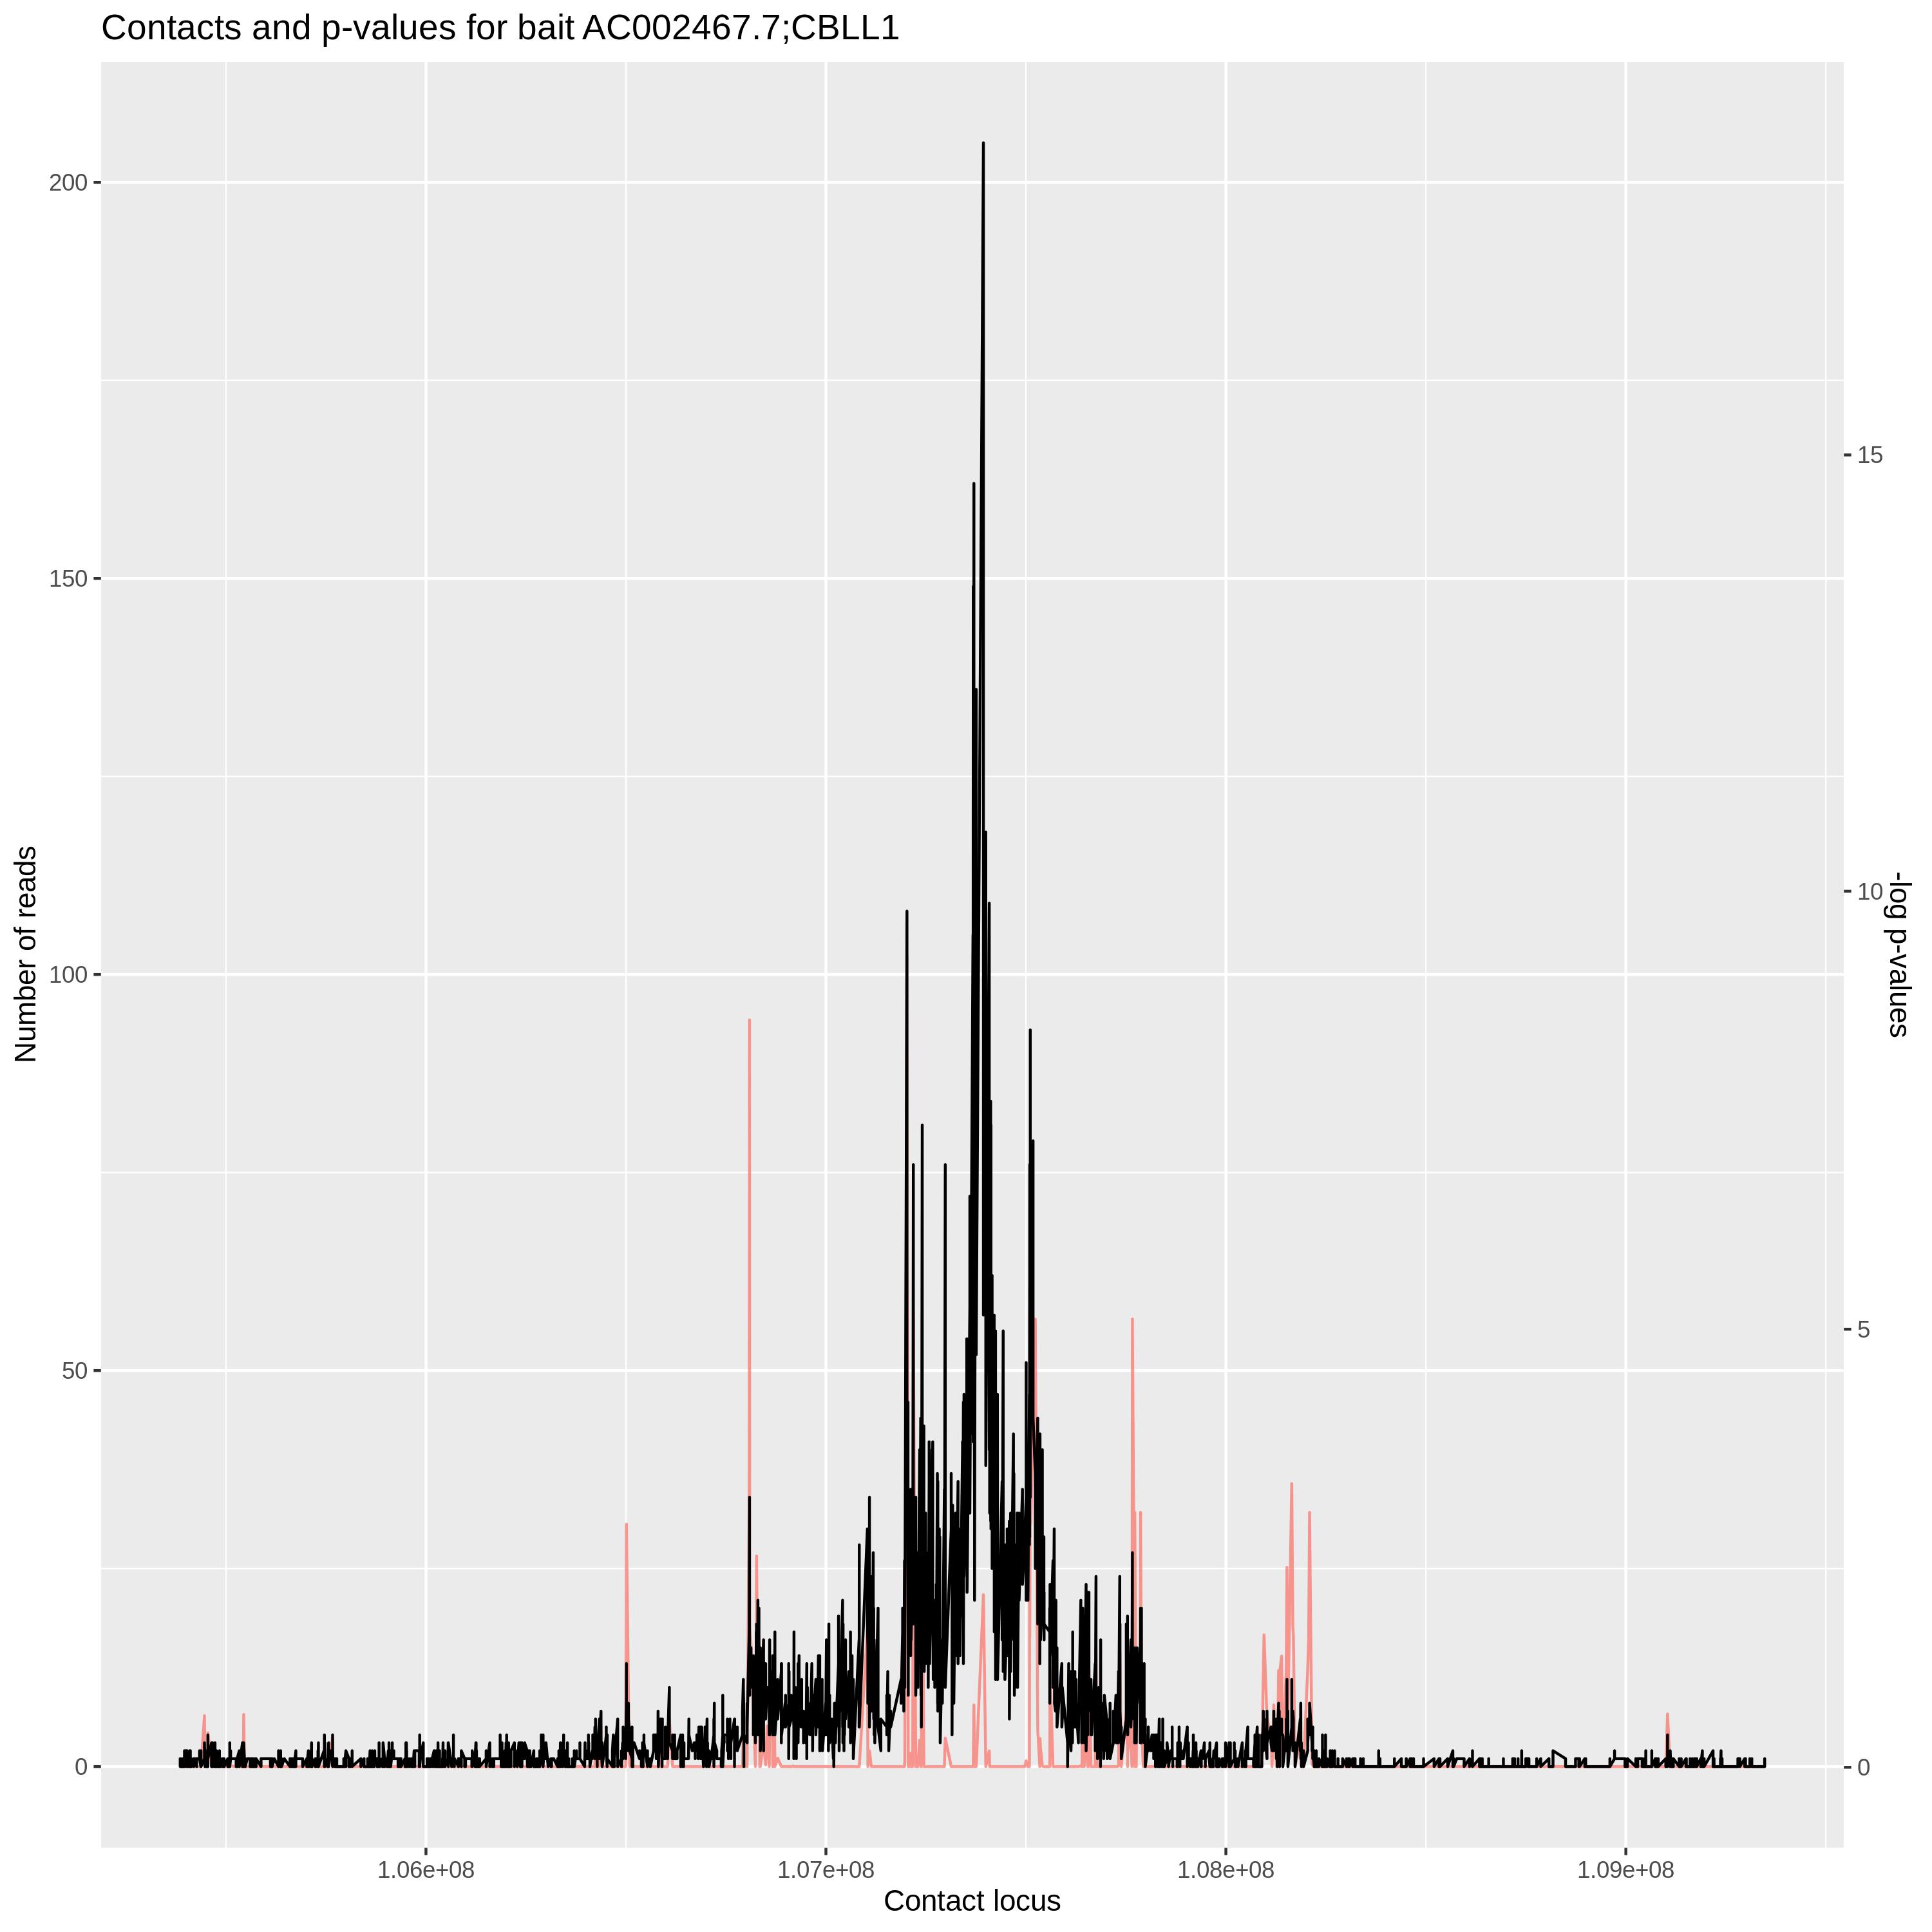 Contacts and p-values for bait AC002467.7;CBLL1
200
150
100
50
0
Number of reads
15
10
5
0
-log p-values
1.06e+08
1.07e+08
1.08e+08
1.09e+08
Contact locus